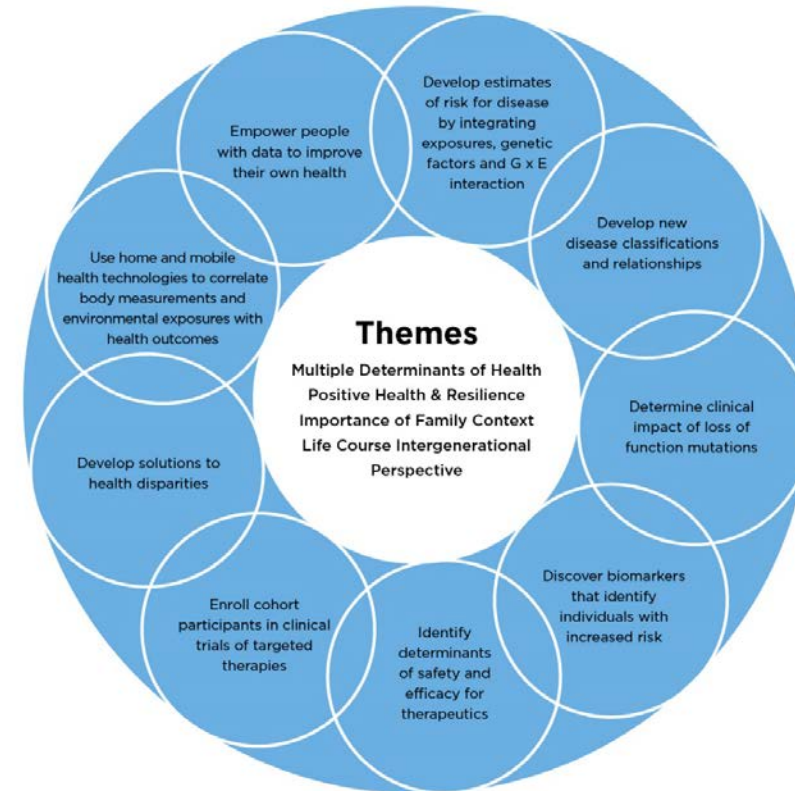 Develop estimates
of risk for disease
by integrating
exposures, genetic
factors and G x E
interaction
Develop new
disease classifications
and relationships
Determine clinical
impact of loss of
function mutations
Discover biomarkers
that identify
individuals with
increased risk
Identify
determinants
of safety and
efficacy for
therapeutics
Enroll cohort
participants in clinical
trials of targeted
therapies
Develop solutions to
health disparities
Use home and mobile
health technologies to correlate
body measurements and
environmental exposures with
health outcomes
Empower people
with data to improve
their own health
Themes
Multiple Determinants of Health
Positive Health & Resilience
Importance of Family Context
Life Course Intergenerational
Perspective